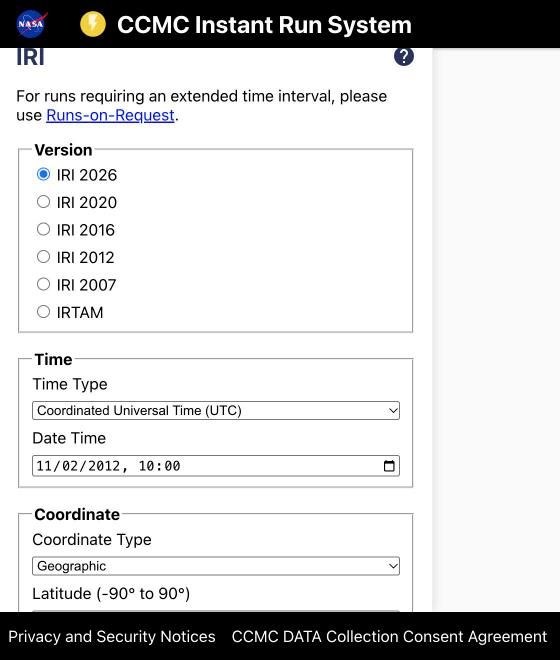 NASA
CCMC Instant Run System
IRI
?
For runs requiring an extended time interval, please
use Runs-on-Request.
Version
IRI 2026
IRI 2020
IRI 2016
IRI 2012
IRI 2007
IRTAM
Time
Time Type
Coordinated Universal Time (UTC)
Date Time
11/02/2012, 10:00
Coordinate
Coordinate Type
Geographic
Latitude (-90° to 90°)
Privacy and Security Notices CCMC DATA Collection Consent Agreement